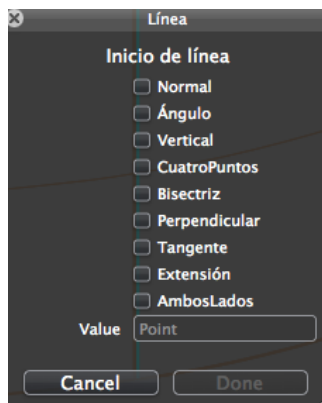 Línea
Inicio de línea
Normal
Ángulo
Vertical
CuatroPuntos
Bisectriz
Perpendicular
Tangente
Extensión
AmbosLados
Value Point
Cancel Done